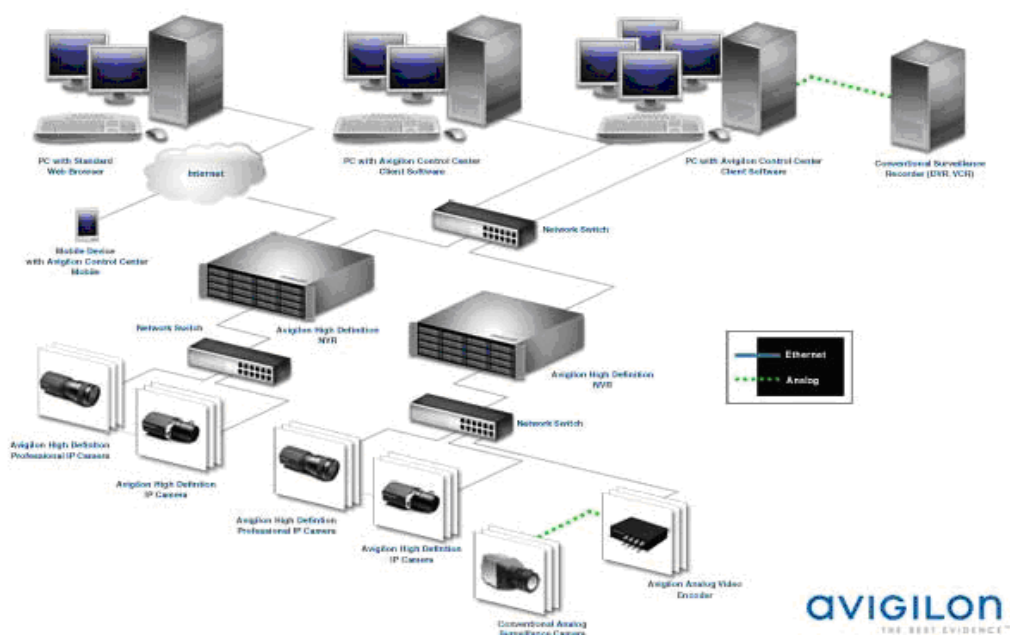 PC with Standard
Web Browser
PC with Avigilon Control Center
Client Software
PC with Avigilon Control Center
Client Software
Conventional Surveillance
Recorder (DVR, VCR)
Internet
Network Switch
Mobile Device
with Avigilon Control Center
Mobile
Network Switch
Avigilon High Definition
NVR
Avigilon High Definition
NVR
Ethernet
Analog
Network Switch
Avigilon High Definition
Professional IP Camera
Avigilon High Definition
IP Camera
Avigilon High Defintion
Professional IP Camera
Avigilon High Definition
IP Camera
Avigilon Analog Video
Encoder
Conventional Analog
Surveillance Camera
avigilon
THE BEST EVIDENCE™